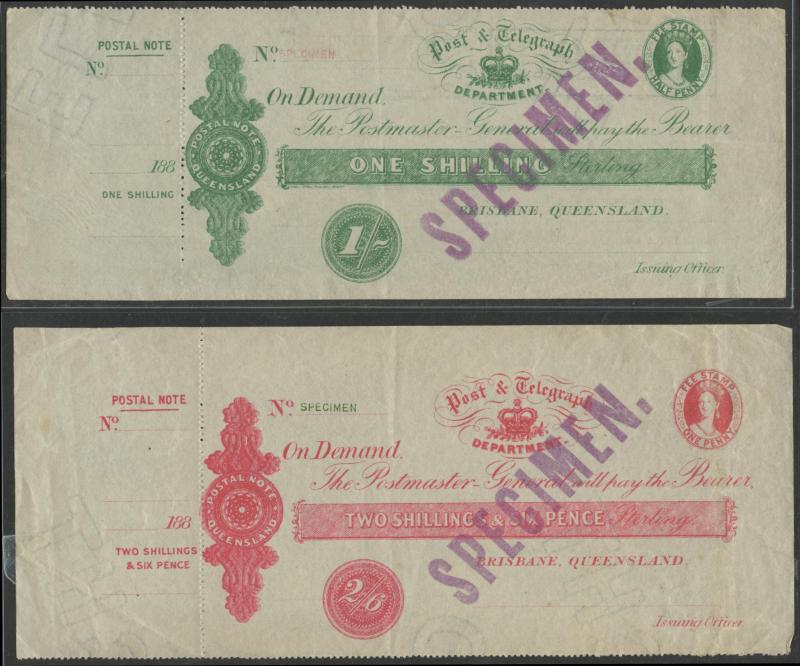 POSTAL NOTE
No.
188
ONE SHILLING
POSTAL NOTE
QUEENSLAND
No. SPECIMEN
Post & Telegraph
DEPARTMENT.
FEE STAMP
HALF PENNY
On Demand.
The Postmaster-General will pay the Bearer
ONE SHILLING Sterling.
BRISBANE, QUEENSLAND.
1/-
Issuing Officer.
SPECIMEN.
POSTAL NOTE
No.
188
TWO SHILLINGS
& SIX PENCE
POSTAL NOTE
QUEENSLAND
No. SPECIMEN
Post & Telegraph
DEPARTMENT.
FEE STAMP
ONE PENNY
On Demand.
The Postmaster-General will pay the Bearer,
TWO SHILLINGS & SIX PENCE Sterling.
BRISBANE, QUEENSLAND.
2/6
Issuing Officer.
SPECIMEN.